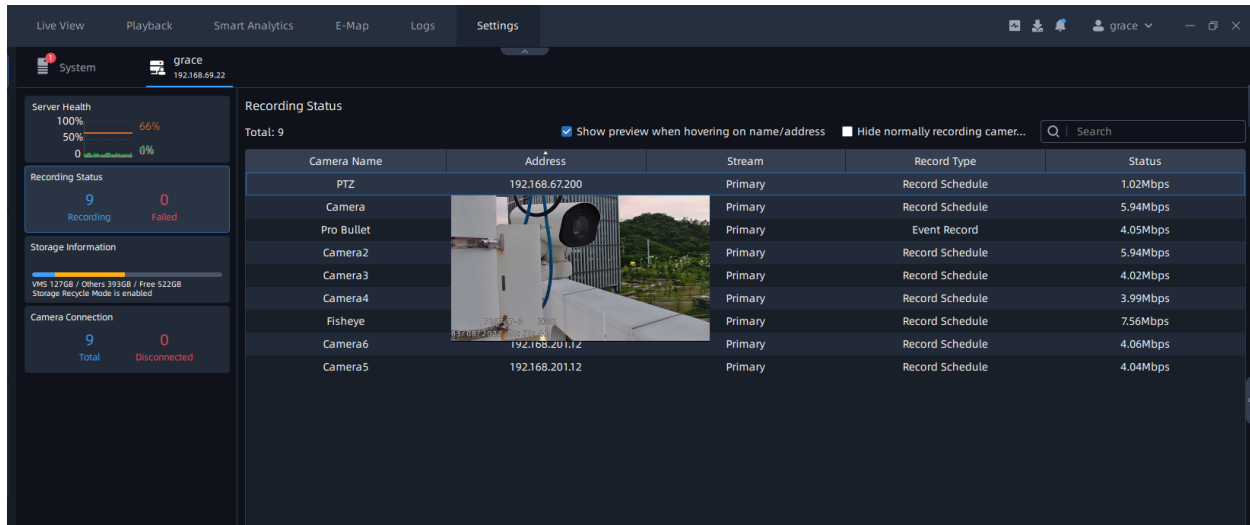 Live View Playback Smart Analytics E-Map Logs Settings grace
1 System grace
192.168.69.22
Server Health
100%
66%
50%
0
Recording Status
9 0
Recording Failed
Storage Information
VMS 127GB / Others 393GB / Free 522GB
Storage Recycle Mode is enabled
Camera Connection
9 0
Total Disconnected
Recording Status
Total: 9 Show preview when hovering on name/address Hide normally recording camer... Search
Camera Name Address Stream Record Type Status
PTZ 192.168.67.200 Primary Record Schedule 1.02Mbps
Camera Primary Record Schedule 5.94Mbps
Pro Bullet Primary Event Record 4.05Mbps
Camera2 Primary Record Schedule 5.94Mbps
Camera3 Primary Record Schedule 4.02Mbps
Camera4 Primary Record Schedule 3.99Mbps
Fisheye Primary Record Schedule 7.56Mbps
Camera6 192.168.201.12 Primary Record Schedule 4.06Mbps
Camera5 192.168.201.12 Primary Record Schedule 4.04Mbps